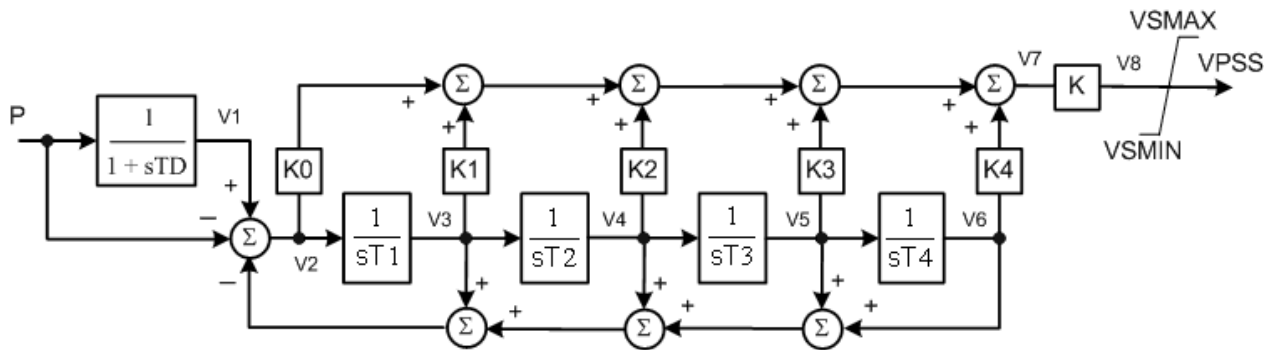 VSMAX
V7 V8 VPSS
Σ Σ Σ Σ K
+ + + +
P 1 V1 + + + +
1 + sTD VSMIN
K0 K1 K2 K3 K4
+
− 1 V3 1 V4 1 V5 1 V6
Σ V2 sT1 sT2 sT3 sT4
− + + + +
+ + +
Σ Σ Σ